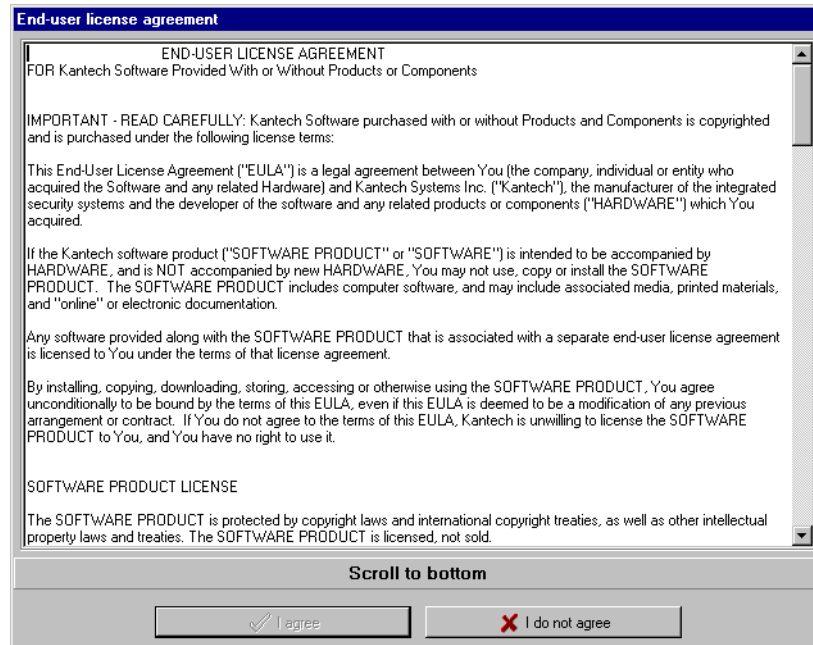 End-user license agreement
END-USER LICENSE AGREEMENT
FOR Kantech Software Provided With or Without Products or Components
IMPORTANT - READ CAREFULLY: Kantech Software purchased with or without Products and Components is copyrighted
and is purchased under the following license terms:
This End-User License Agreement ("EULA") is a legal agreement between You (the company, individual or entity who
acquired the Software and any related Hardware) and Kantech Systems Inc. ("Kantech"), the manufacturer of the integrated
security systems and the developer of the software and any related products or components ("HARDWARE") which You
acquired.
If the Kantech software product ("SOFTWARE PRODUCT" or "SOFTWARE") is intended to be accompanied by
HARDWARE, and is NOT accompanied by new HARDWARE, You may not use, copy or install the SOFTWARE
PRODUCT.  The SOFTWARE PRODUCT includes computer software, and may include associated media, printed materials,
and "online" or electronic documentation.
Any software provided along with the SOFTWARE PRODUCT that is associated with a separate end-user license agreement
is licensed to You under the terms of that license agreement.
By installing, copying, downloading, storing, accessing or otherwise using the SOFTWARE PRODUCT, You agree
unconditionally to be bound by the terms of this EULA, even if this EULA is deemed to be a modification of any previous
arrangement or contract.  If You do not agree to the terms of this EULA, Kantech is unwilling to license the SOFTWARE
PRODUCT to You, and You have no right to use it.
SOFTWARE PRODUCT LICENSE
The SOFTWARE PRODUCT is protected by copyright laws and international copyright treaties, as well as other intellectual
property laws and treaties. The SOFTWARE PRODUCT is licensed, not sold.
Scroll to bottom
I agree
I do not agree